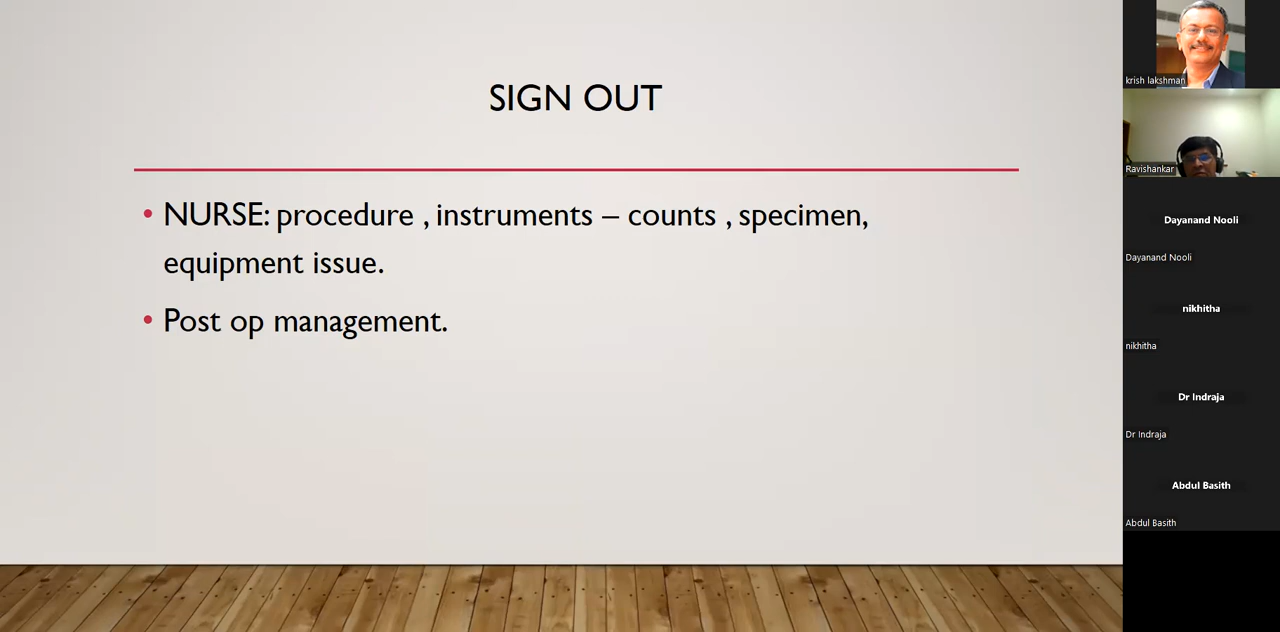 SIGN OUT
• NURSE: procedure , instruments – counts , specimen,
equipment issue.
• Post op management.
krish lakshman
Ravishankar
Dayanand Nooli
Dayanand Nooli
nikhitha
nikhitha
Dr Indraja
Dr Indraja
Abdul Basith
Abdul Basith